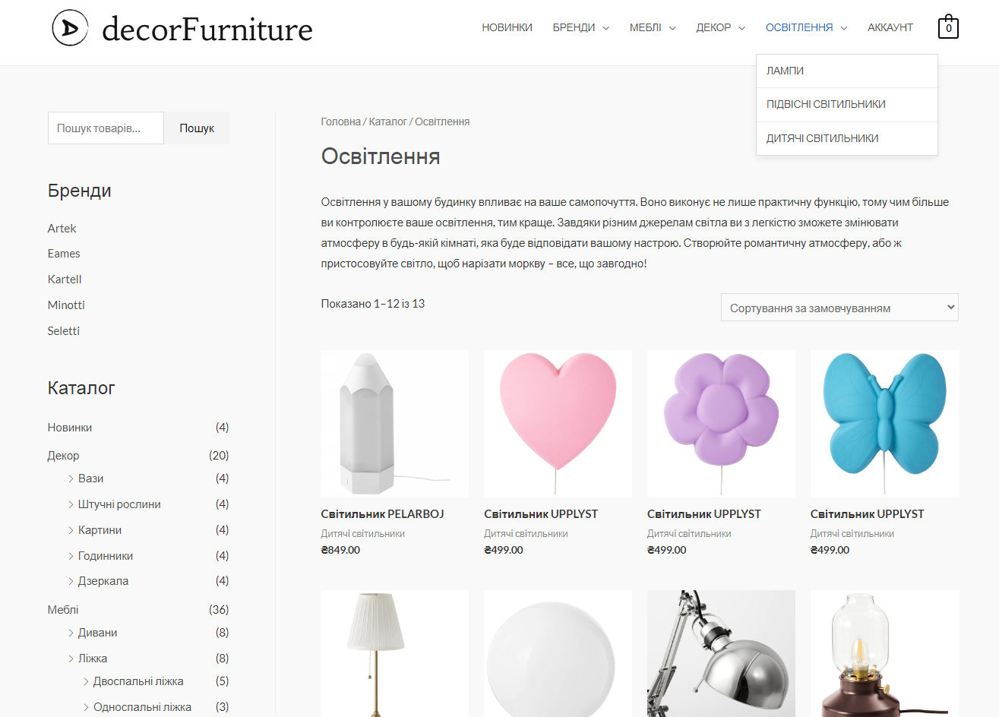 decorFurniture
НОВИНКИ БРЕНДИ МЕБЛІ ДЕКОР ОСВІТЛЕННЯ АККАУНТ 0
ЛАМПИ
ПІДВІСНІ СВІТИЛЬНИКИ
ДИТЯЧІ СВІТИЛЬНИКИ
Пошук товарів... Пошук
Бренди
Artek
Eames
Kartell
Minotti
Seletti
Каталог
Новинки (4)
Декор (20)
Вази (4)
Штучні рослини (4)
Картини (4)
Годинники (4)
Дзеркала (4)
Меблі (36)
Дивани (8)
Ліжка (8)
Двоспальні ліжка (5)
Односпальні ліжка (3)
Головна / Каталог / Освітлення
Освітлення
Освітлення у вашому будинку впливає на ваше самопочуття. Воно виконує не лише практичну функцію, тому чим більше
ви контролюєте ваше освітлення, тим краще. Завдяки різним джерелам світла ви з легкістю зможете змінювати
атмосферу в будь-якій кімнаті, яка буде відповідати вашому настрою. Створюйте романтичну атмосферу, або ж
пристосовуйте світло, щоб нарізати моркву – все, що завгодно!
Показано 1–12 із 13
Сортування за замовчуванням
Світильник PELARBOJ
Дитячі світильники
₴849.00
Світильник UPPLYST
Дитячі світильники
₴499.00
Світильник UPPLYST
Дитячі світильники
₴499.00
Світильник UPPLYST
Дитячі світильники
₴499.00